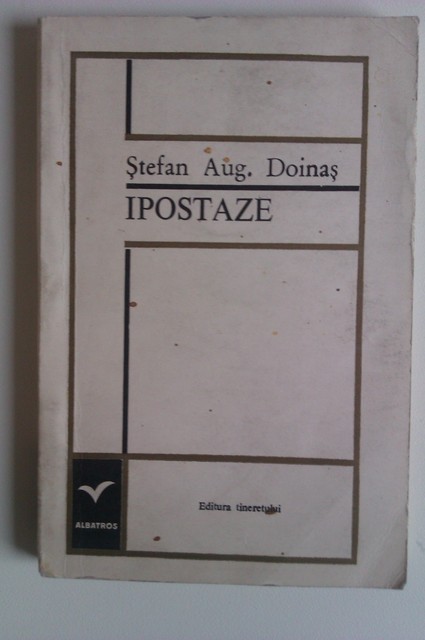 Ştefan Aug. Doinaş
IPOSTAZE
ALBATROS
Editura tineretului